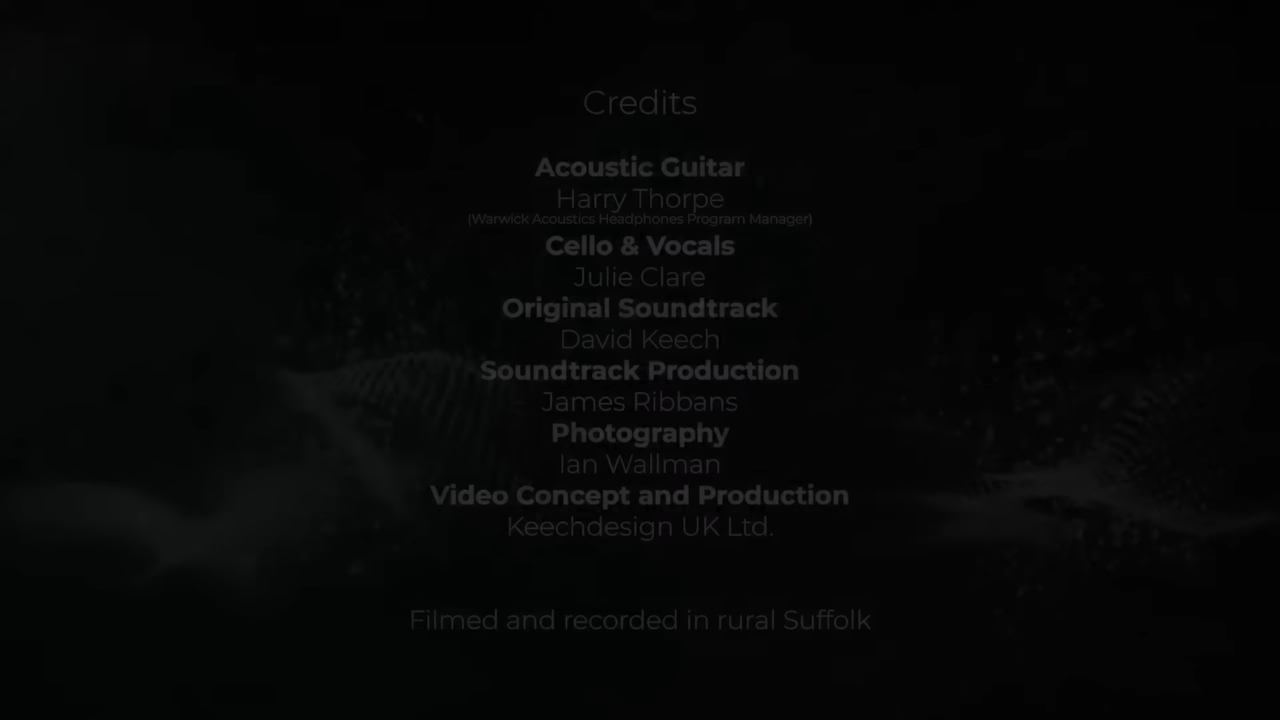 Credits
Acoustic Guitar
Harry Thorpe
(Warwick Acoustics Headphones Program Manager)
Cello & Vocals
Julie Clare
Original Soundtrack
David Keech
Soundtrack Production
James Ribbans
Photography
Ian Wallman
Video Concept and Production
Keechdesign UK Ltd.
Filmed and recorded in rural Suffolk